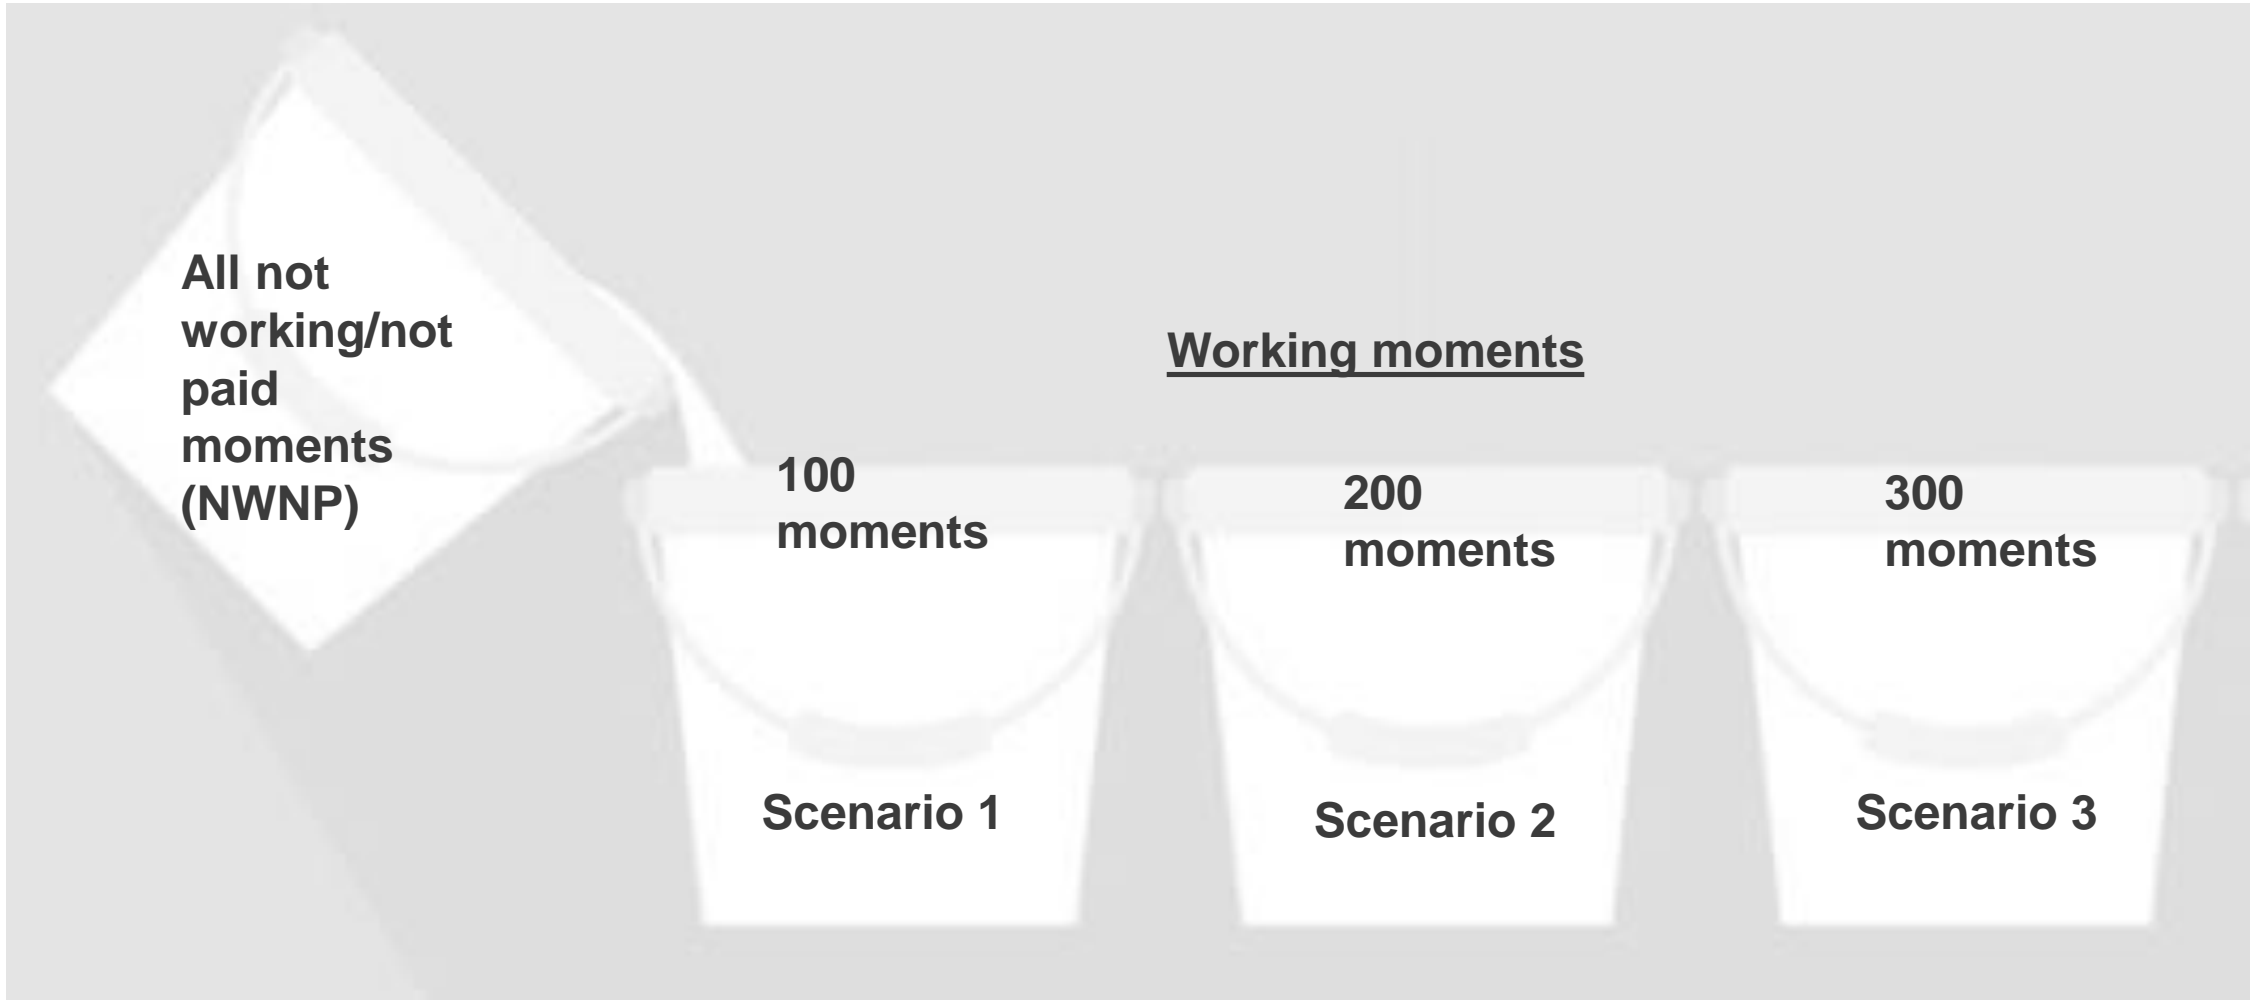 All not
working/not
paid
moments
(NWNP)
Working moments
100
moments
200
moments
300
moments
Scenario 1
Scenario 2
Scenario 3